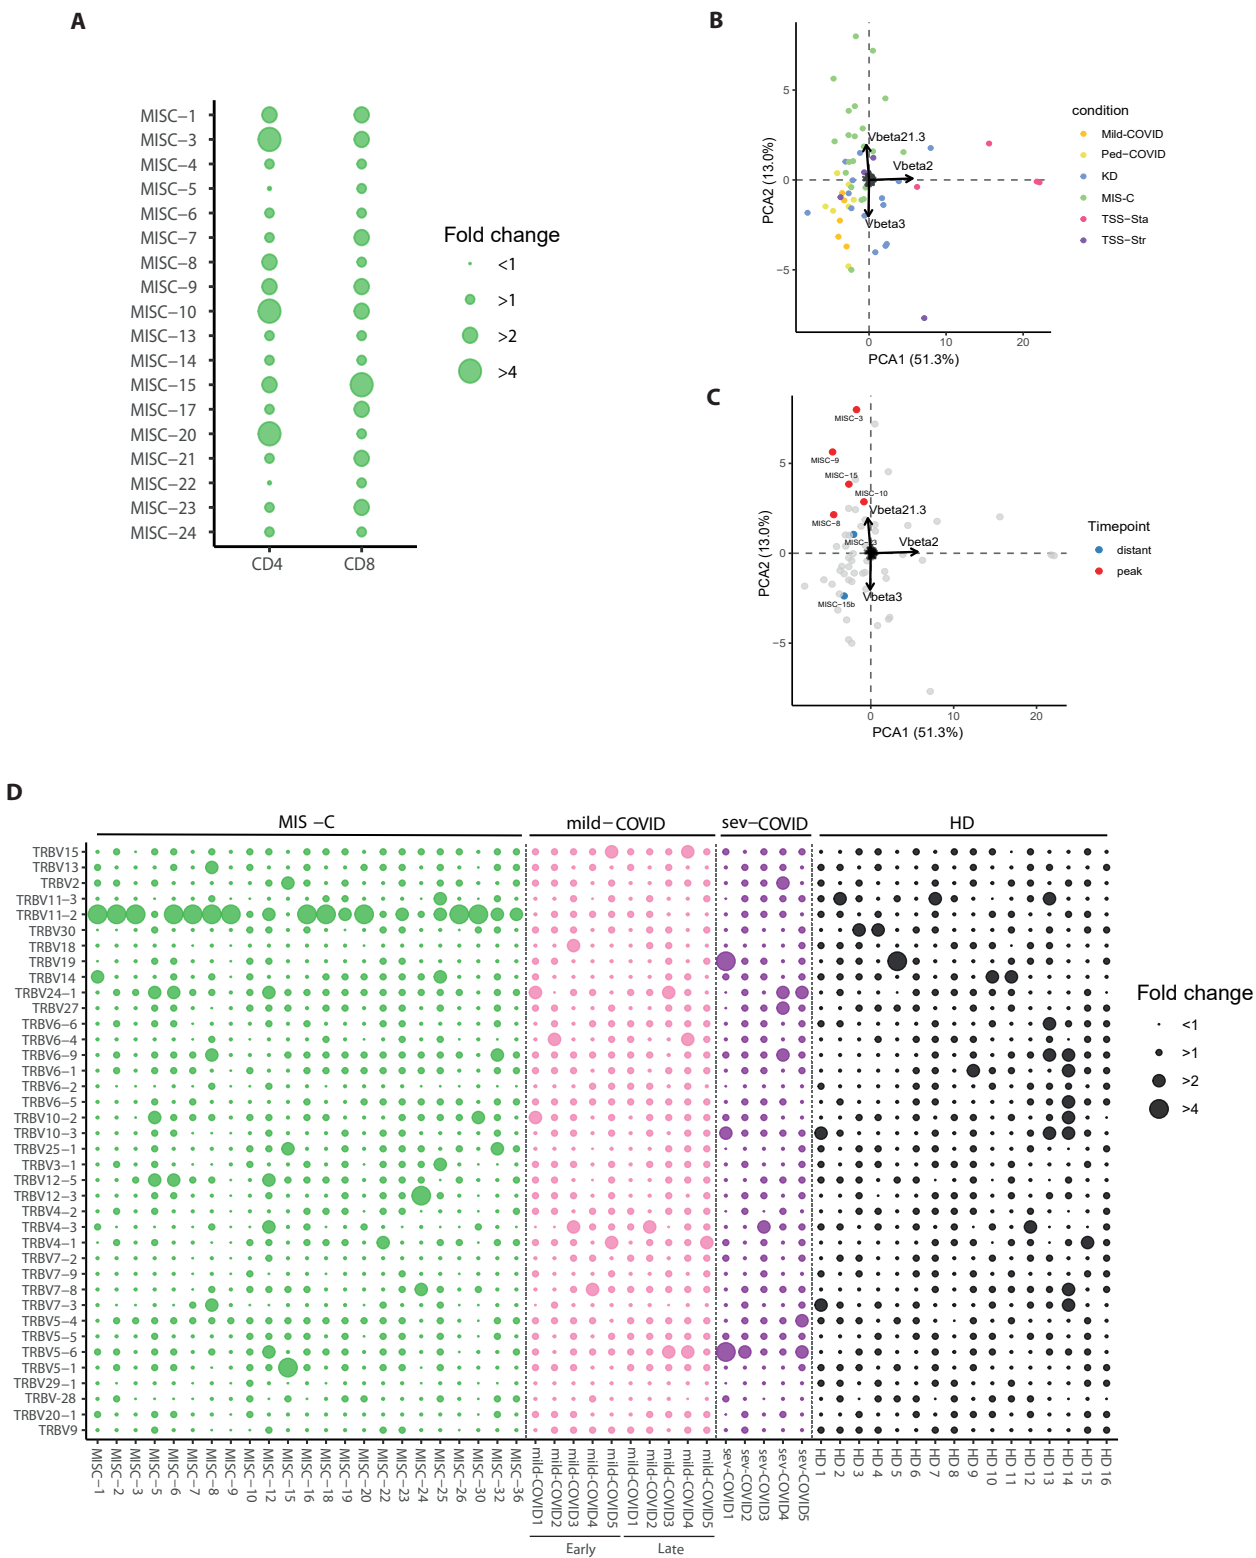 A
MISC−1
MISC−3
MISC−4
MISC−5
MISC−6
MISC−7
MISC−8
MISC−9
MISC−10
MISC−13
MISC−14
MISC−15
MISC−17
MISC−20
MISC−21
MISC−22
MISC−23
MISC−24
CD4 CD8
Fold change
<1
>1
>2
>4
B
PCA2 (13.0%)
5
0
−5
0 10 20
PCA1 (51.3%)
Vbeta21.3
Vbeta2
Vbeta3
condition
Mild−COVID
Ped−COVID
KD
MIS−C
TSS−Sta
TSS−Str
C
PCA2 (13.0%)
5
0
−5
0 10 20
PCA1 (51.3%)
MISC−3
MISC−9
MISC−15
MISC−10
MISC−8
MISC−23
MISC−15b
Vbeta21.3
Vbeta2
Vbeta3
Timepoint
distant
peak
D
MIS −C mild−COVID sev−COVID HD
TRBV15
TRBV13
TRBV2
TRBV11−3
TRBV11−2
TRBV30
TRBV18
TRBV19
TRBV14
TRBV24−1
TRBV27
TRBV6−6
TRBV6−4
TRBV6−9
TRBV6−1
TRBV6−2
TRBV6−5
TRBV10−2
TRBV10−3
TRBV25−1
TRBV3−1
TRBV12−5
TRBV12−3
TRBV4−2
TRBV4−3
TRBV4−1
TRBV7−2
TRBV7−9
TRBV7−8
TRBV7−3
TRBV5−4
TRBV5−5
TRBV5−6
TRBV5−1
TRBV29−1
TRBV-28
TRBV20−1
TRBV9
MISC−1
MISC−2
MISC−3
MISC−5
MISC−6
MISC−7
MISC−8
MISC−9
MISC−10
MISC−12
MISC−15
MISC−16
MISC−18
MISC−19
MISC−20
MISC−22
MISC−23
MISC−24
MISC−25
MISC−26
MISC−30
MISC−32
MISC−36
mild-COVID1
mild-COVID2
mild-COVID3
mild-COVID4
mild-COVID5
mild-COVID1
mild-COVID2
mild-COVID3
mild-COVID4
mild-COVID5
sev-COVID1
sev-COVID2
sev-COVID3
sev-COVID4
sev-COVID5
HD 1
HD 2
HD 3
HD 4
HD 5
HD 6
HD 7
HD 8
HD 9
HD 10
HD 11
HD 12
HD 13
HD 14
HD 15
HD 16
Early Late
Fold change
<1
>1
>2
>4